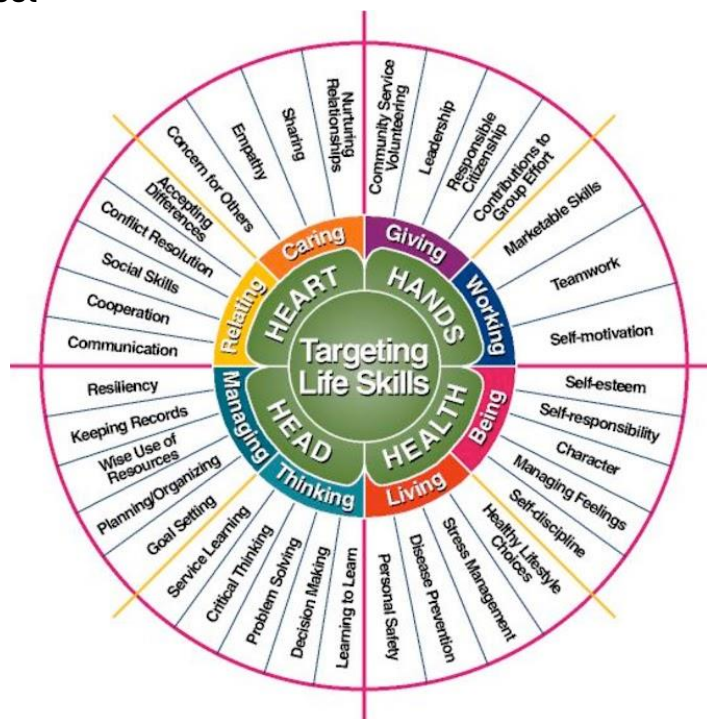 Targeting
Life Skills
HEART
HANDS
HEALTH
HEAD
Caring
Giving
Working
Being
Living
Thinking
Managing
Relating
Nurturing
Relationships
Sharing
Empathy
Concern for Others
Accepting
Differences
Conflict Resolution
Social Skills
Cooperation
Communication
Community Service
Volunteering
Leadership
Responsible
Citizenship
Contributions to
Group Effort
Marketable Skills
Teamwork
Self-motivation
Self-esteem
Self-responsibility
Character
Managing Feelings
Self-discipline
Healthy Lifestyle
Choices
Stress Management
Disease Prevention
Personal Safety
Learning to Learn
Decision Making
Problem Solving
Critical Thinking
Service Learning
Goal Setting
Planning/Organizing
Wise Use of
Resources
Keeping Records
Resiliency